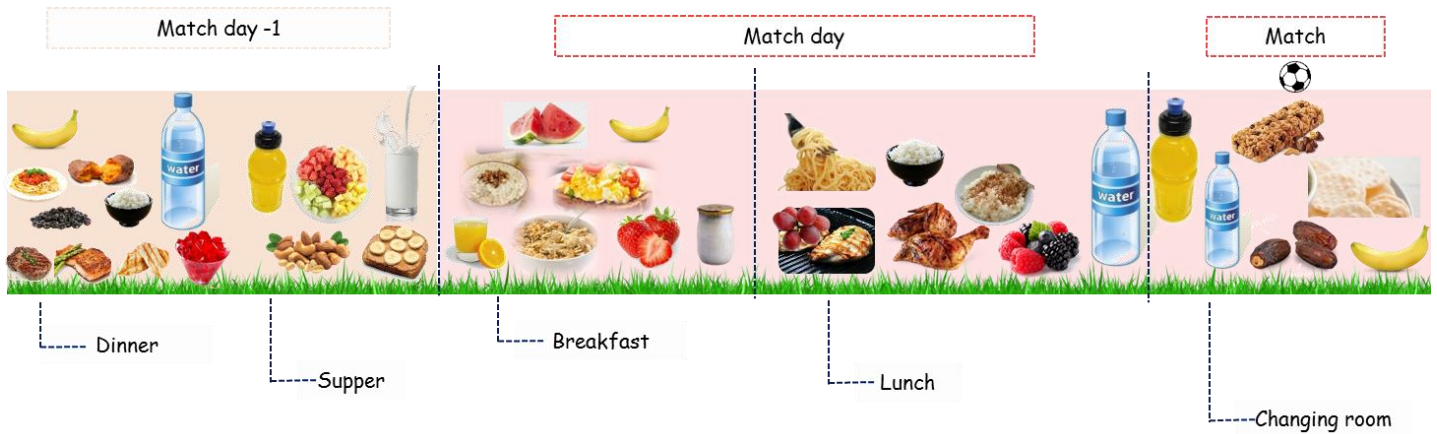 Match day -1
Match day
Match
water
water
water
Dinner
Supper
Breakfast
Lunch
Changing room